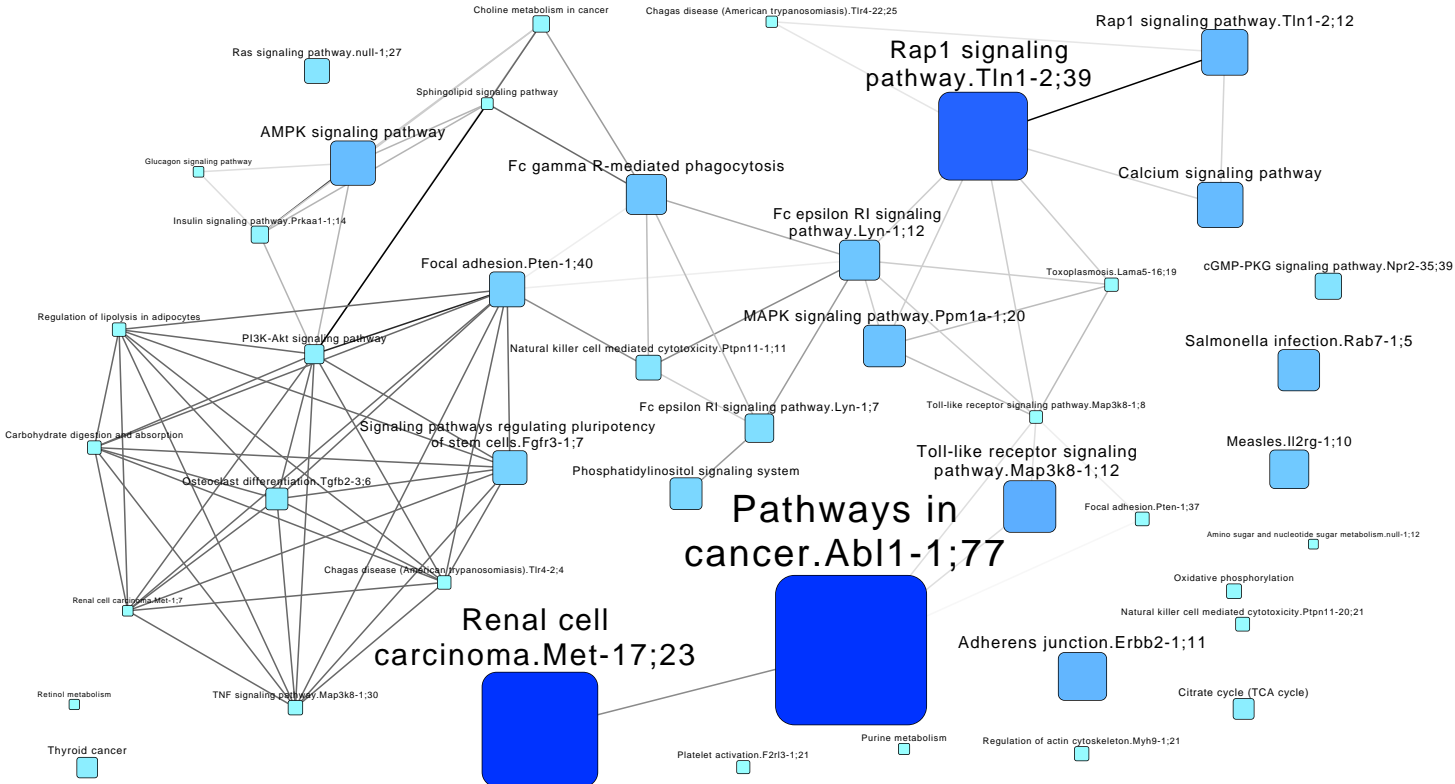 Choline metabolism in cancer
Chagas disease (American trypanosomiasis).Tlr4-22;25
Rap1 signaling pathway.Tln1-2;12
Ras signaling pathway.null-1;27
Rap1 signaling
pathway.Tln1-2;39
Sphingolipid signaling pathway
AMPK signaling pathway
Glucagon signaling pathway
Fc gamma R-mediated phagocytosis
Calcium signaling pathway
Insulin signaling pathway.Prkaa1-1;14
Fc epsilon RI signaling
pathway.Lyn-1;12
Focal adhesion.Pten-1;40
Toxoplasmosis.Lama5-16;19
cGMP-PKG signaling pathway.Npr2-35;39
Regulation of lipolysis in adipocytes
MAPK signaling pathway.Ppm1a-1;20
PI3K-Akt signaling pathway
Natural killer cell mediated cytotoxicity.Ptpn11-1;11
Salmonella infection.Rab7-1;5
Fc epsilon RI signaling pathway.Lyn-1;7
Toll-like receptor signaling pathway.Map3k8-1;8
Carbohydrate digestion and absorption
Signaling pathways regulating pluripotency
of stem cells.Fgfr3-1;7
Measles.Il2rg-1;10
Toll-like receptor signaling
pathway.Map3k8-1;12
Osteoclast differentiation.Tgfb2-3;6
Phosphatidylinositol signaling system
Pathways in
cancer.Abl1-1;77
Focal adhesion.Pten-1;37
Amino sugar and nucleotide sugar metabolism.null-1;12
Chagas disease (American trypanosomiasis).Tlr4-2;4
Oxidative phosphorylation
Renal cell carcinoma.Met-1;7
Natural killer cell mediated cytotoxicity.Ptpn11-20;21
Renal cell
carcinoma.Met-17;23
Adherens junction.Erbb2-1;11
Retinol metabolism
TNF signaling pathway.Map3k8-1;30
Citrate cycle (TCA cycle)
Thyroid cancer
Platelet activation.F2rl3-1;21
Purine metabolism
Regulation of actin cytoskeleton.Myh9-1;21